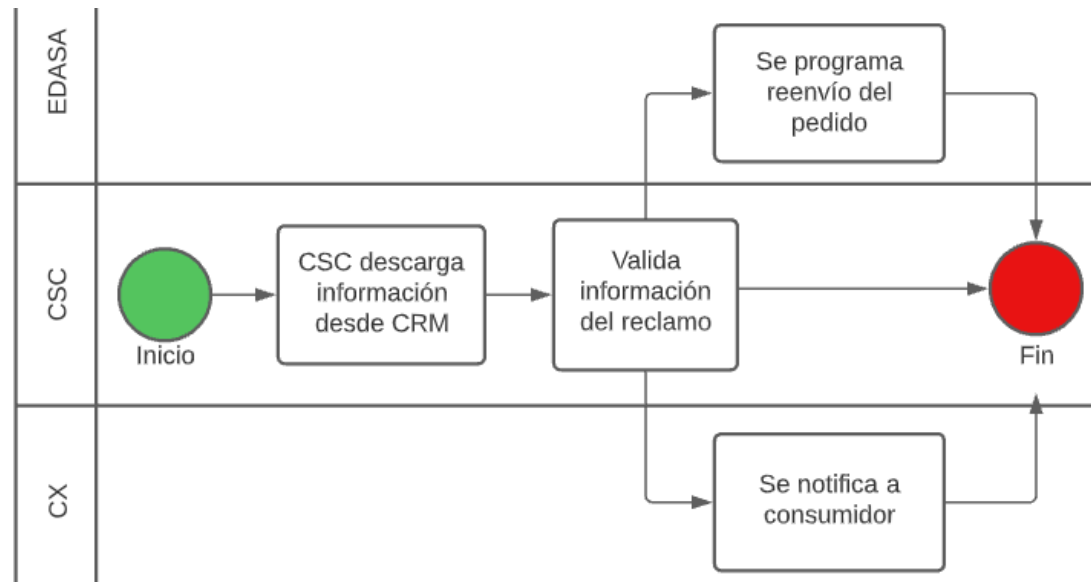 EDASA
Se programa
reenvío del
pedido
CSC
Inicio
CSC descarga
información
desde CRM
Valida
información
del reclamo
Fin
CX
Se notifica a
consumidor